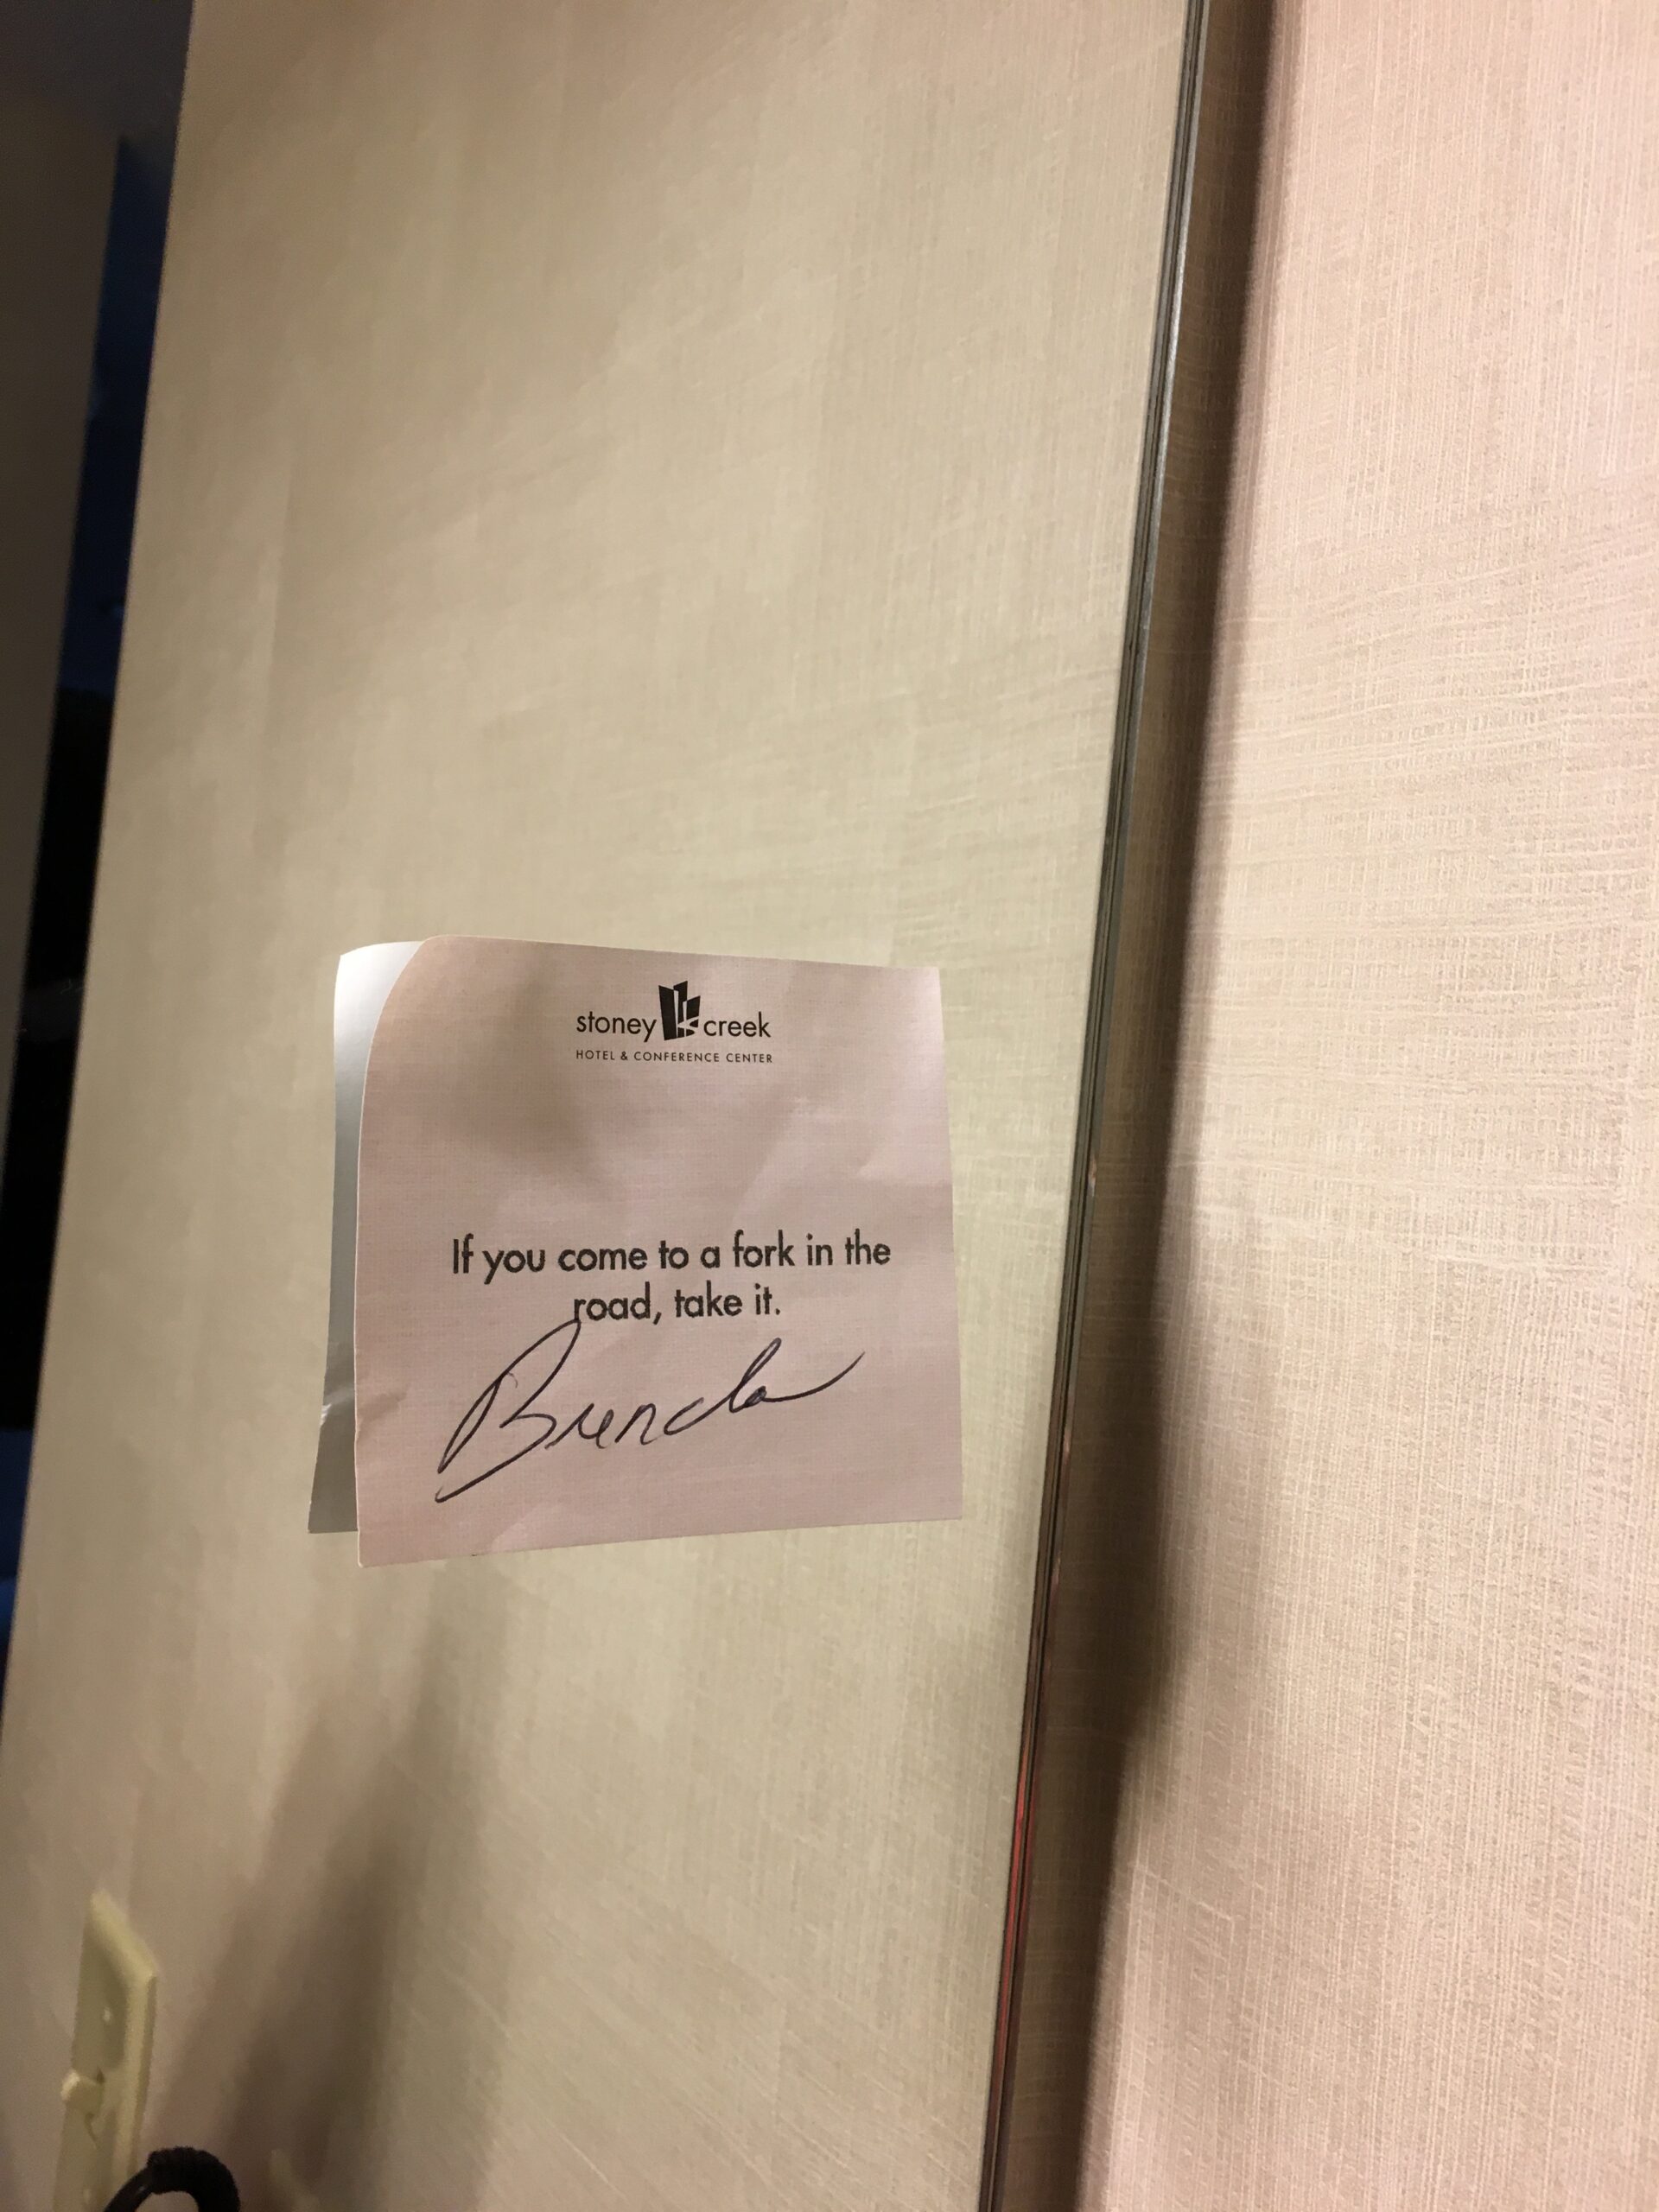 stoney creek
HOTEL & CONFERENCE CENTER
If you come to a fork in the
road, take it.
Brenda